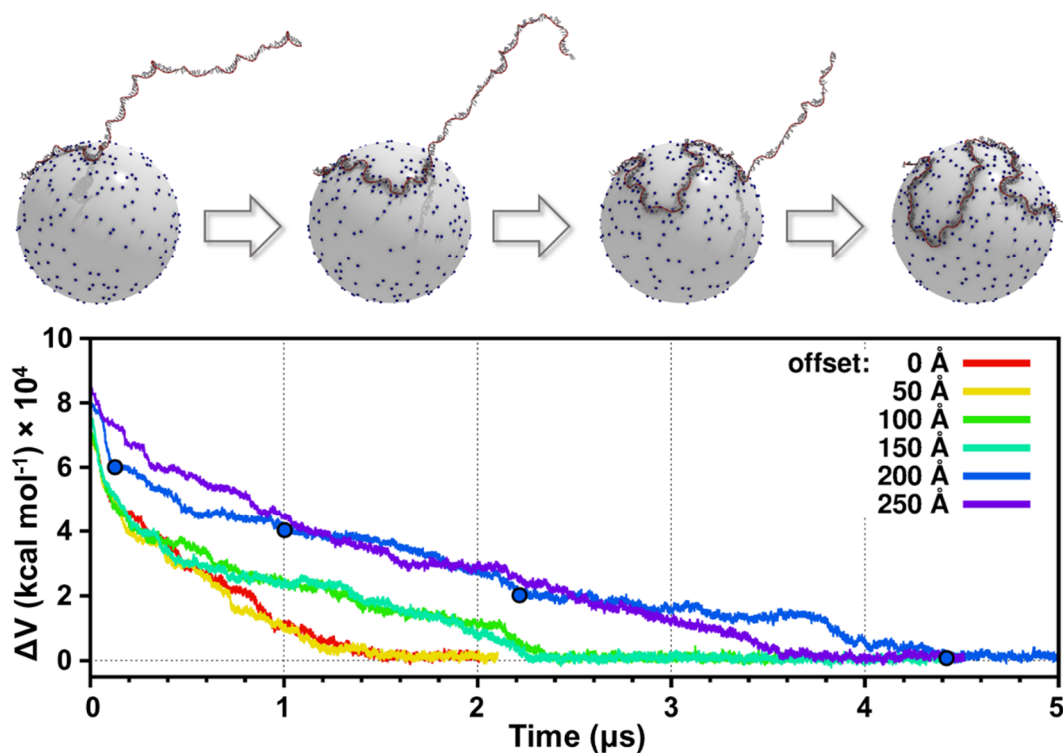 10
8
6
4
2
0
ΔV (kcal mol⁻¹) × 10⁴
offset: 0 Å
50 Å
100 Å
150 Å
200 Å
250 Å
0 1 2 3 4 5
Time (μs)